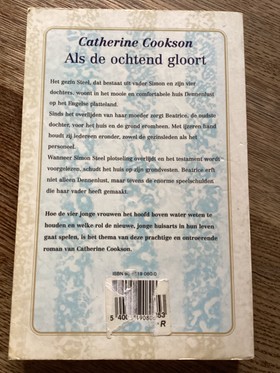 Catherine Cookson
Als de ochtend gloort
Het gezin Steel, dat bestaat uit vader Simon en zijn vier
dochters, woont in het mooie en comfortabele huis Dennenlust
op het Engelse platteland.
Sinds het overlijden van haar moeder zorgt Beatrice, de oudste
dochter, voor het huis en de grond eromheen. Met ijzeren hand
houdt zij iedereen eronder, zowel de gezinsleden als het
personeel.
Wanneer Simon Steel plotseling overlijdt en het testament wordt
voorgelezen, schudt het huis op zijn grondvesten. Beatrice erft
niet alleen Dennenlust, maar tevens de enorme speelschulden
die haar vader heeft gemaakt.
Hoe de vier jonge vrouwen het hoofd boven water weten te
houden en welke rol de nieuwe, jonge huisarts in hun leven
gaat spelen, is het thema van deze prachtige en ontroerende
roman van Catherine Cookson.